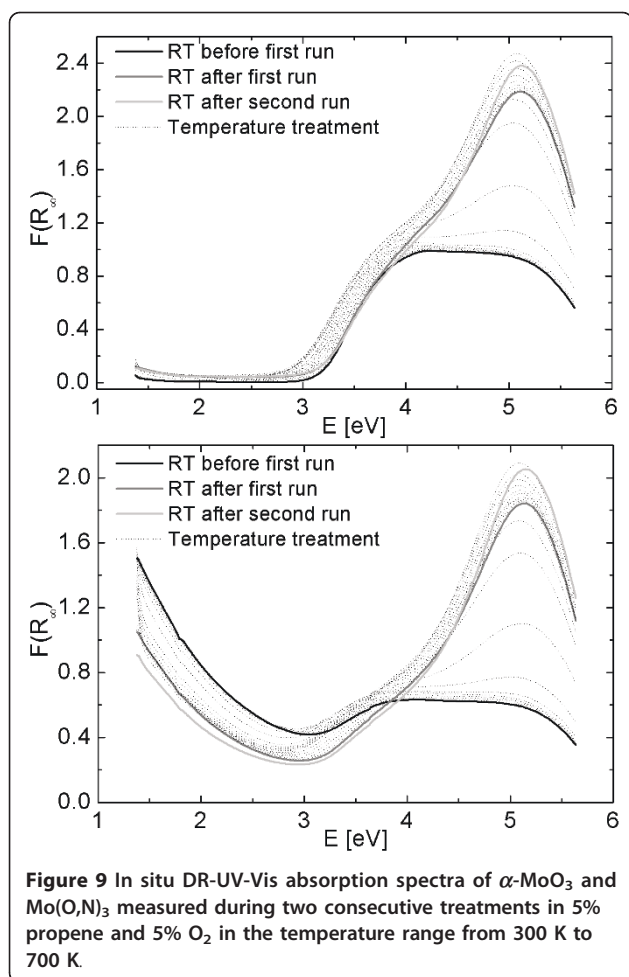 2.4
2.0
1.6
1.2
0.8
0.4
0.0
F(R∞)
RT before first run
RT after first run
RT after second run
Temperature treatment
1 2 3 4 5 6
E [eV]
2.0
1.6
1.2
0.8
0.4
0.0
F(R∞)
RT before first run
RT after first run
RT after second run
Temperature treatment
1 2 3 4 5 6
E [eV]
Figure 9 In situ DR-UV-Vis absorption spectra of α-MoO₃ and
Mo(O,N)₃ measured during two consecutive treatments in 5%
propene and 5% O₂ in the temperature range from 300 K to
700 K.